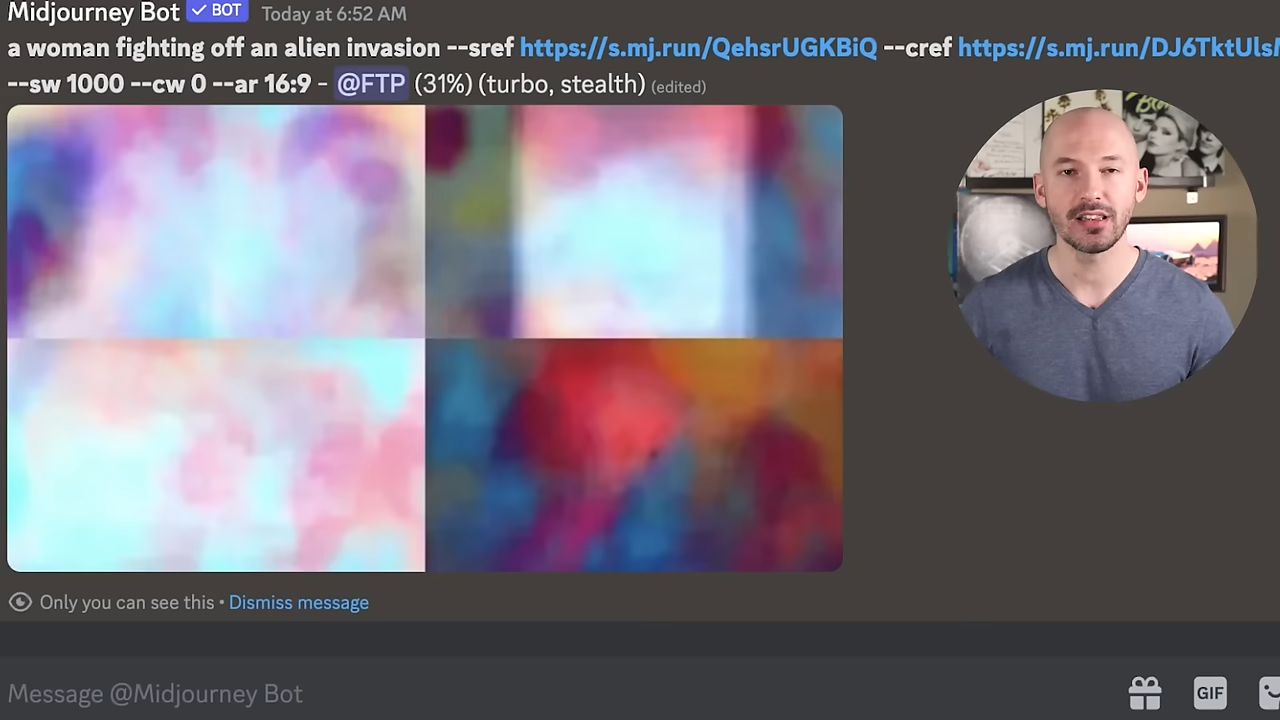 Midjourney Bot ✓ BOT Today at 6:52 AM
a woman fighting off an alien invasion --sref https://s.mj.run/QehsrUGKBiQ --cref
--sw 1000 --cw 0 --ar 16:9 - @FTP (31%) (turbo, stealth) (edited)
Only you can see this • Dismiss message
Message @Midjourney Bot
GIF